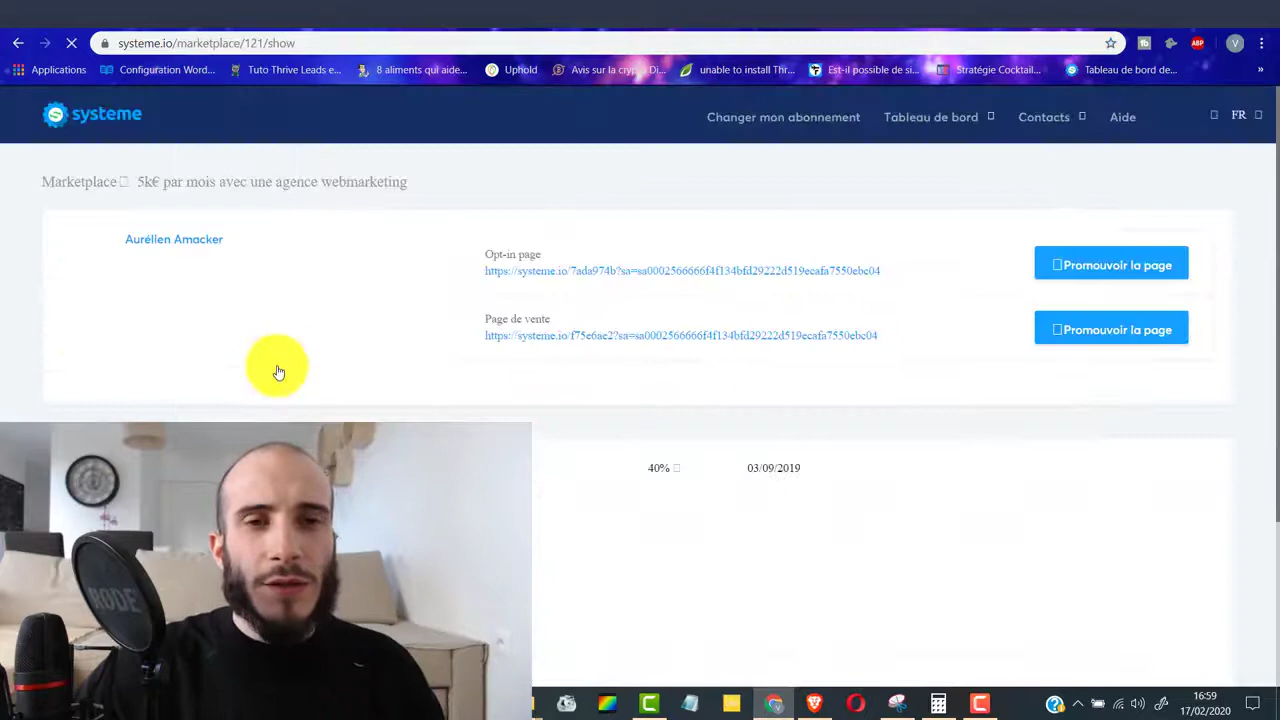 systeme.io/marketplace/121/show
V
Applications
Configuration Word...
Tuto Thrive Leads e...
8 aliments qui aide...
Uphold
Avis sur la crypto Di...
unable to install Thr...
Est-il possible de si...
Stratégie Cocktail...
Tableau de bord de...
»
systeme
Changer mon abonnement
Tableau de bord
Contacts
Aide
FR
Marketplace 5k€ par mois avec une agence webmarketing
Aurélien Amacker
Opt-in page
https://systeme.io/7ada974b?sa=sa0002566666f4f134bfd29222d519ecafa7550ebc04
Promouvoir la page
Page de vente
https://systeme.io/f75e6ae2?sa=sa0002566666f4f134bfd29222d519ecafa7550ebc04
Promouvoir la page
40%
03/09/2019
RØDE
16:59
17/02/2020